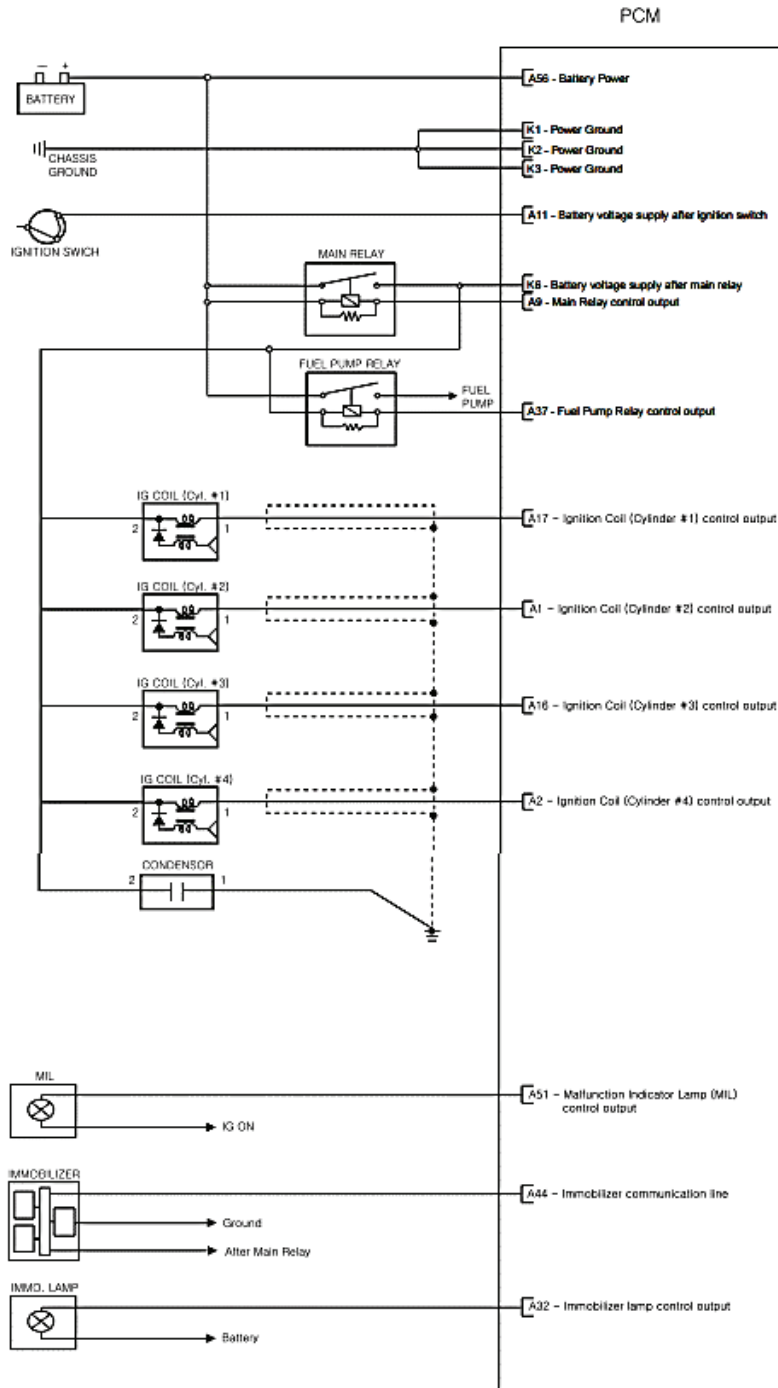 PCM
− +
BATTERY
A56 - Battery Power
K1 - Power Ground
K2 - Power Ground
K3 - Power Ground
CHASSIS
GROUND
A11 - Battery voltage supply after ignition switch
IGNITION SWICH
MAIN RELAY
K6 - Battery voltage supply after main relay
A9 - Main Relay control output
FUEL PUMP RELAY
FUEL
PUMP
A37 - Fuel Pump Relay control output
IG COIL (Cyl. #1)
2 1
A17 - Ignition Coil (Cylinder #1) control output
IG COIL (Cyl. #2)
2 1
A1 - Ignition Coil (Cylinder #2) control output
IG COIL (Cyl. #3)
2 1
A16 - Ignition Coil (Cylinder #3) control output
IG COIL (Cyl. #4)
2 1
A2 - Ignition Coil (Cylinder #4) control output
CONDENSOR
2 1
MIL
A51 - Malfunction Indicator Lamp (MIL)
control output
IG ON
IMMOBILIZER
A44 - Immobilizer communication line
Ground
After Main Relay
IMMO. LAMP
A32 - Immobilizer lamp control output
Battery